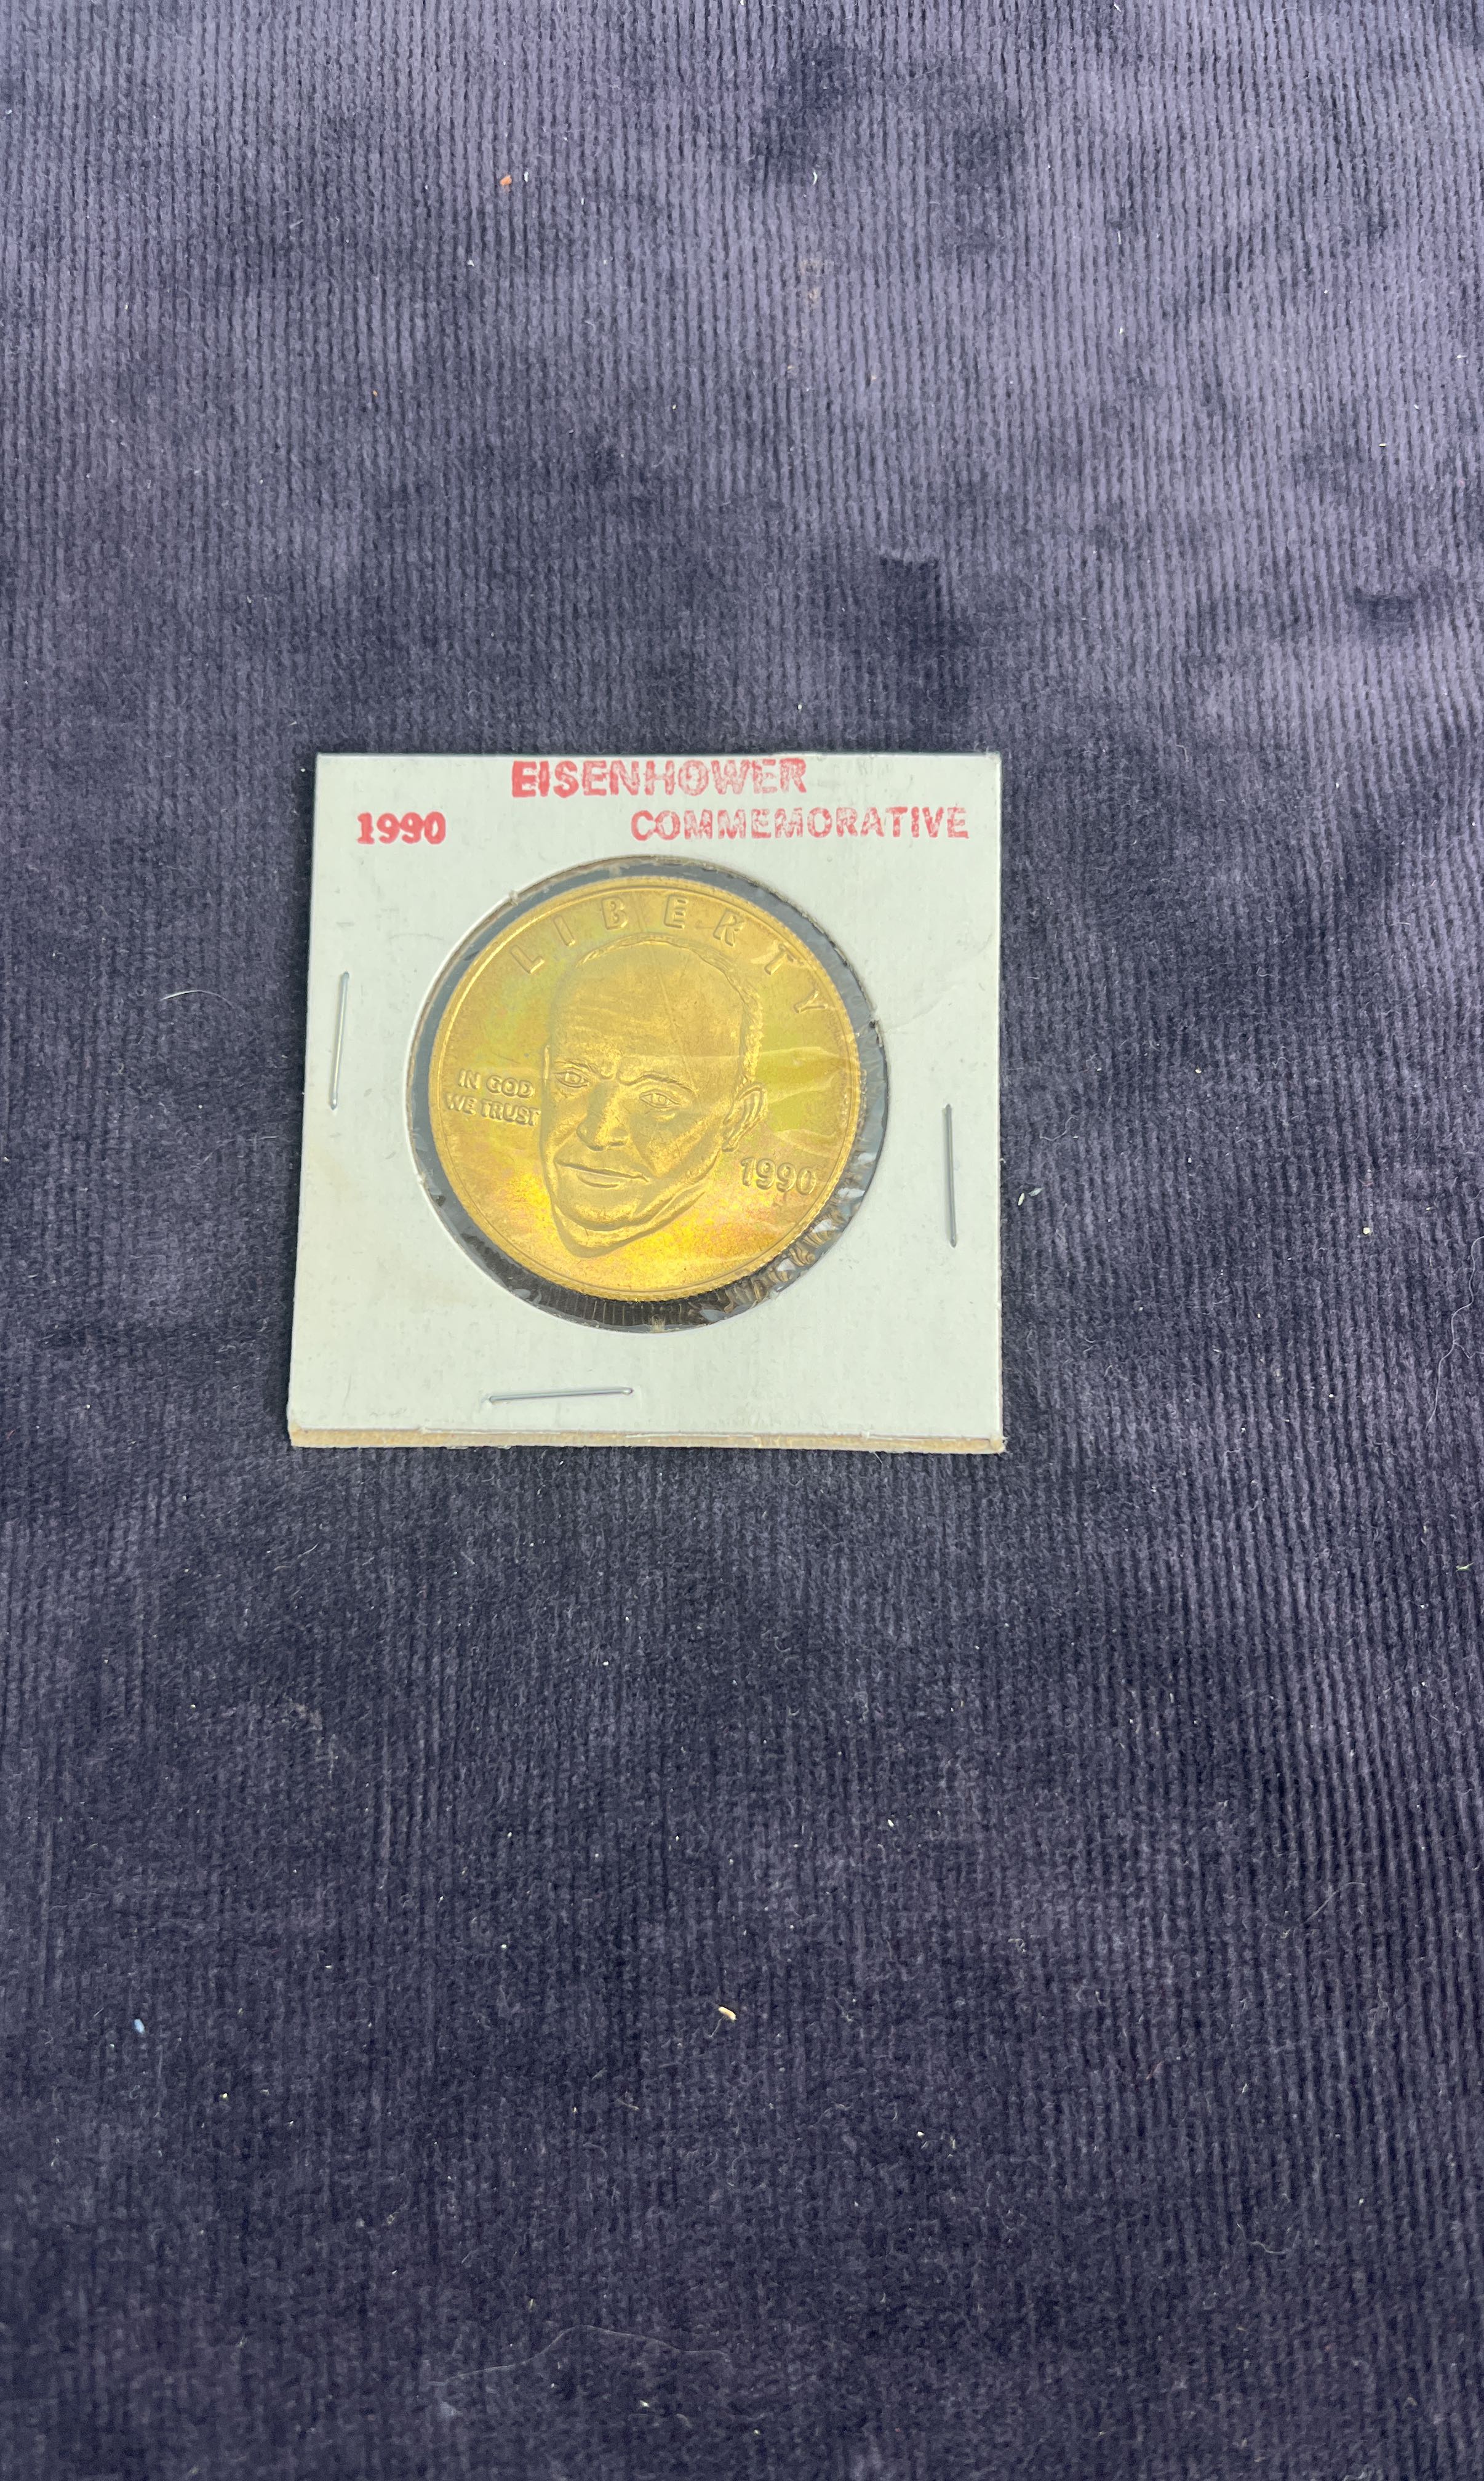 EISENHOWER
1990 COMMEMORATIVE
LIBERTY
IN GOD
WE TRUST
1990